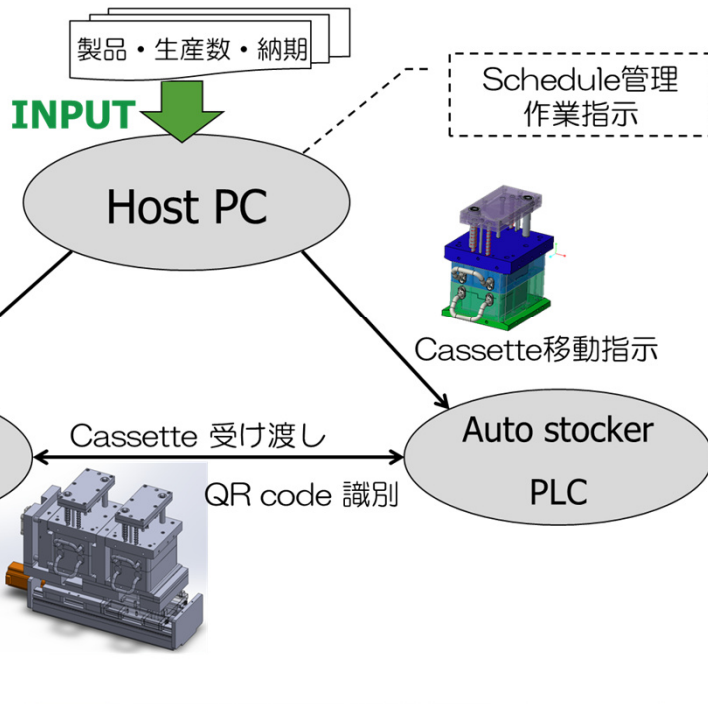 製品・生産数・納期
INPUT
Schedule管理
作業指示
Host PC
Cassette移動指示
Cassette 受け渡し
Auto stocker
PLC
QR code 識別